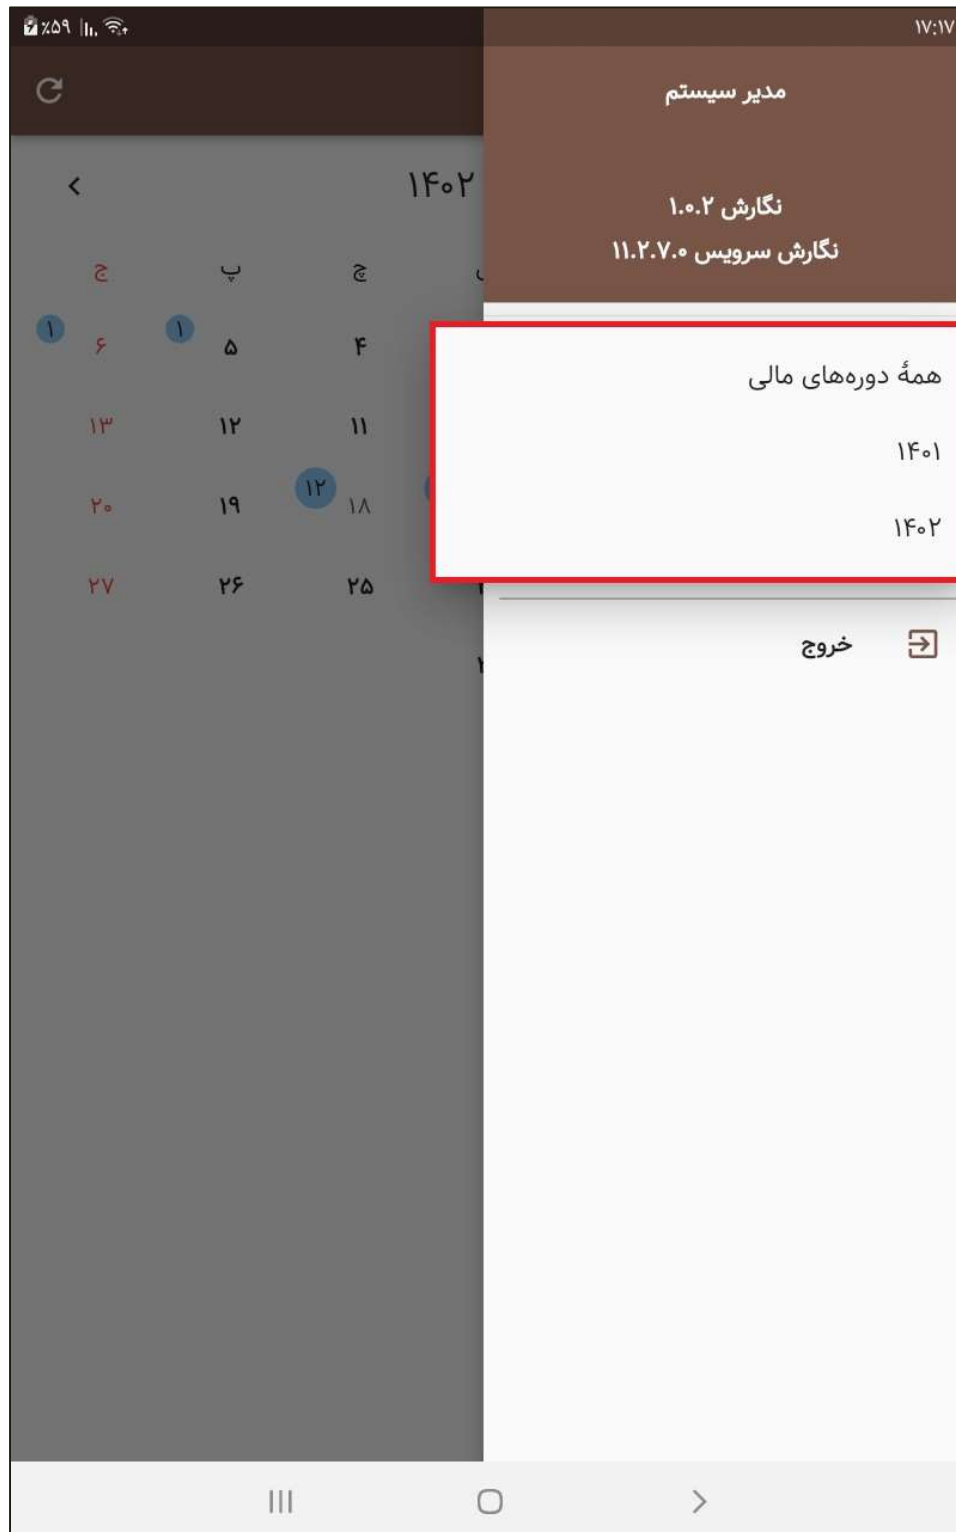 ۱۷:۱۷
٪۵۹
مدیر سیستم
نگارش ۱.۰.۲
نگارش سرویس ۱۱.۲.۷.۰
همهٔ دوره‌های مالی
۱۴۰۱
۱۴۰۲
خروج
۱۴۰۲
چ پ ج
۴ ۵ ۱ ۶ ۱
۱۱ ۱۲ ۱۳
۱۸ ۱۲ ۱۹ ۲۰
۲۵ ۲۶ ۲۷